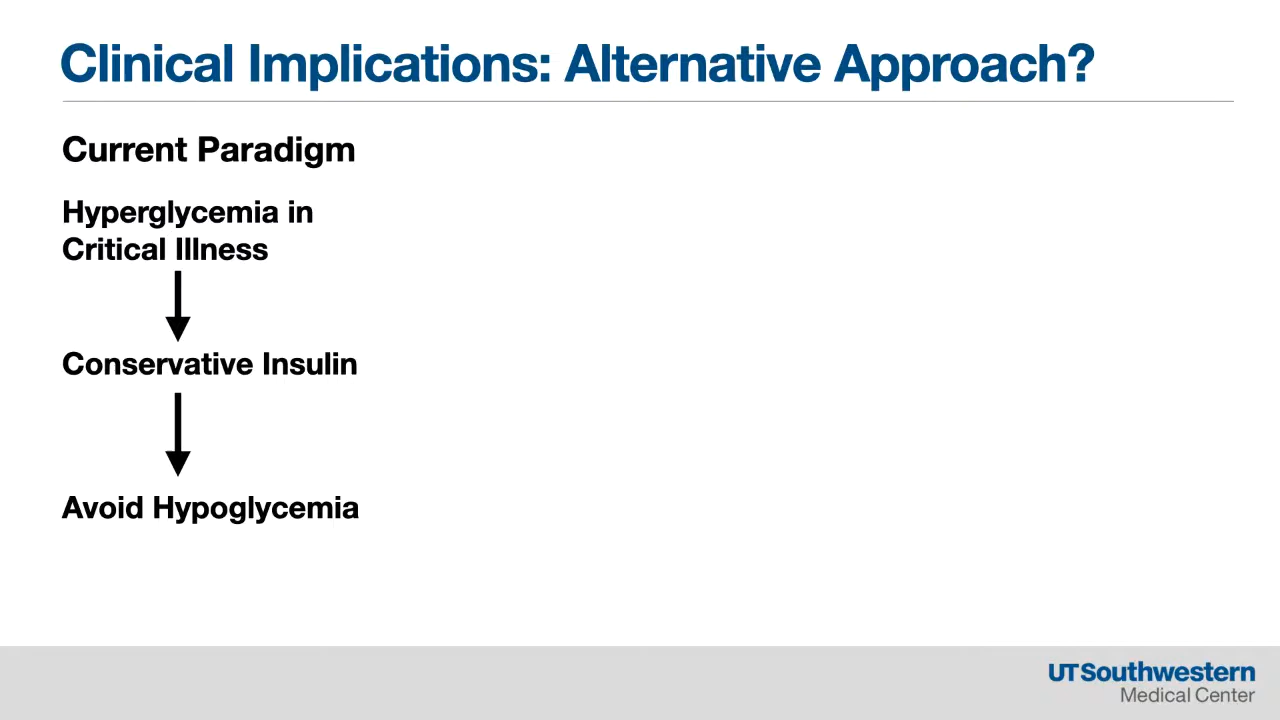 Clinical Implications: Alternative Approach?
Current Paradigm
Hyperglycemia in
Critical Illness
Conservative Insulin
Avoid Hypoglycemia
UTSouthwestern
Medical Center